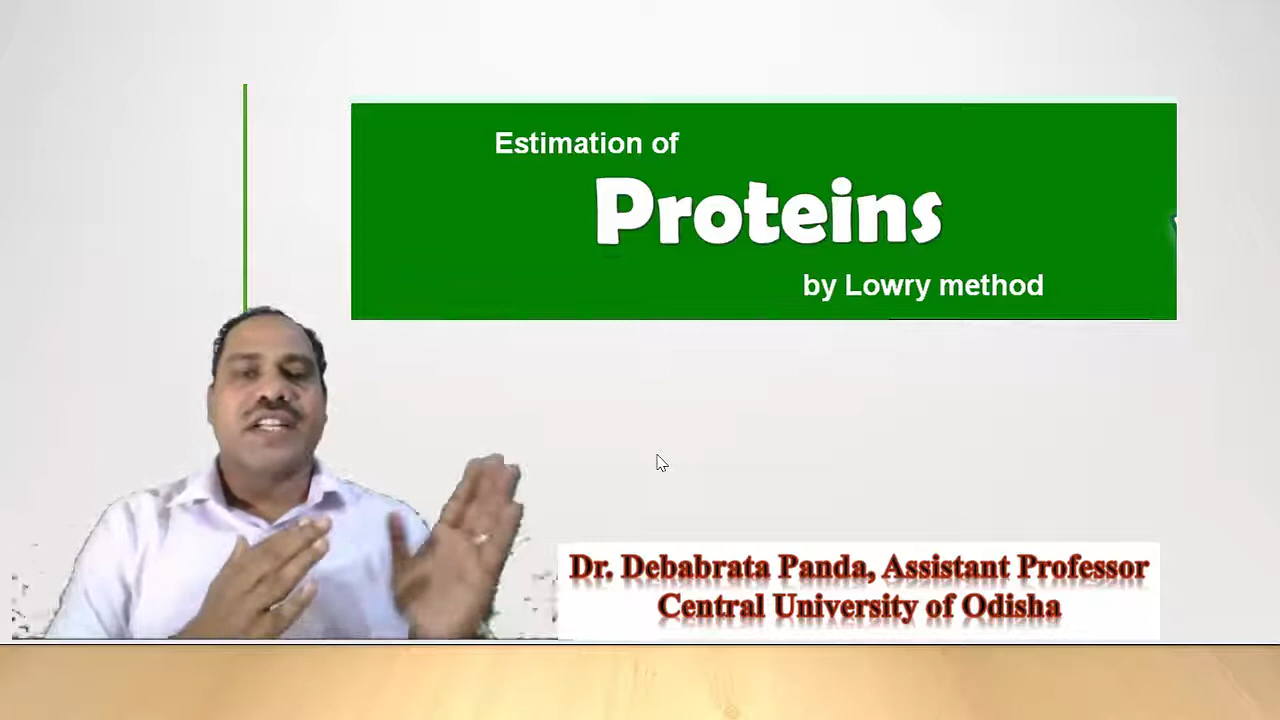 Estimation of
Proteins
by Lowry method
Dr. Debabrata Panda, Assistant Professor
Central University of Odisha